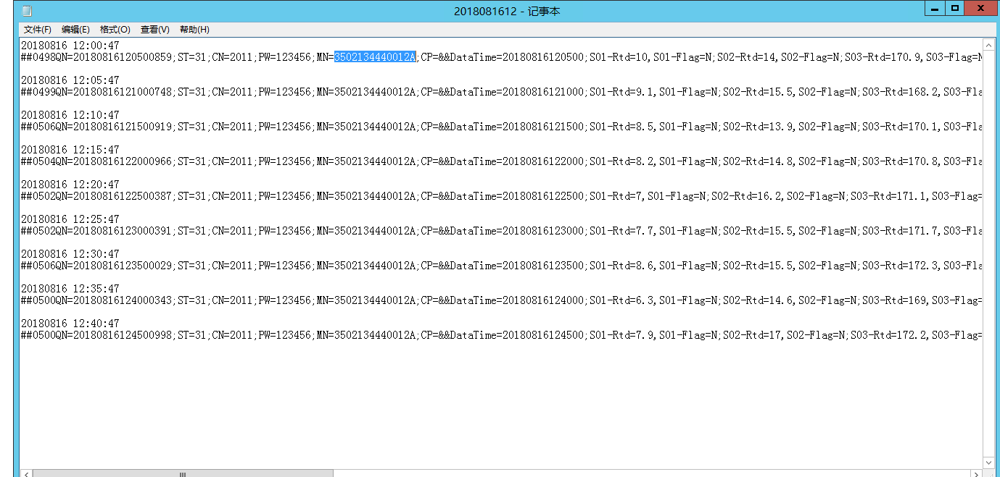 2018081612 - 记事本
文件(F) 编辑(E) 格式(O) 查看(V) 帮助(H)
20180816 12:00:47
##0498QN=20180816120500859;ST=31;CN=2011;PW=123456;MN=3502134440012A;CP=&&DataTime=20180816120500;S01-Rtd=10,S01-Flag=N;S02-Rtd=14,S02-Flag=N;S03-Rtd=170.9,S03-Flag=N
20180816 12:05:47
##0499QN=20180816121000748;ST=31;CN=2011;PW=123456;MN=3502134440012A;CP=&&DataTime=20180816121000;S01-Rtd=9.1,S01-Flag=N;S02-Rtd=15.5,S02-Flag=N;S03-Rtd=168.2,S03-Fla
20180816 12:10:47
##0506QN=20180816121500919;ST=31;CN=2011;PW=123456;MN=3502134440012A;CP=&&DataTime=20180816121500;S01-Rtd=8.5,S01-Flag=N;S02-Rtd=13.9,S02-Flag=N;S03-Rtd=170.1,S03-Fla
20180816 12:15:47
##0504QN=20180816122000966;ST=31;CN=2011;PW=123456;MN=3502134440012A;CP=&&DataTime=20180816122000;S01-Rtd=8.2,S01-Flag=N;S02-Rtd=14.8,S02-Flag=N;S03-Rtd=170.8,S03-Fla
20180816 12:20:47
##0502QN=20180816122500387;ST=31;CN=2011;PW=123456;MN=3502134440012A;CP=&&DataTime=20180816122500;S01-Rtd=7,S01-Flag=N;S02-Rtd=16.2,S02-Flag=N;S03-Rtd=171.1,S03-Flag=
20180816 12:25:47
##0502QN=20180816123000391;ST=31;CN=2011;PW=123456;MN=3502134440012A;CP=&&DataTime=20180816123000;S01-Rtd=7.7,S01-Flag=N;S02-Rtd=15.5,S02-Flag=N;S03-Rtd=171.7,S03-Fla
20180816 12:30:47
##0506QN=20180816123500029;ST=31;CN=2011;PW=123456;MN=3502134440012A;CP=&&DataTime=20180816123500;S01-Rtd=8.6,S01-Flag=N;S02-Rtd=15.5,S02-Flag=N;S03-Rtd=172.3,S03-Fla
20180816 12:35:47
##0500QN=20180816124000343;ST=31;CN=2011;PW=123456;MN=3502134440012A;CP=&&DataTime=20180816124000;S01-Rtd=6.3,S01-Flag=N;S02-Rtd=14.6,S02-Flag=N;S03-Rtd=169,S03-Flag=
20180816 12:40:47
##0500QN=20180816124500998;ST=31;CN=2011;PW=123456;MN=3502134440012A;CP=&&DataTime=20180816124500;S01-Rtd=7.9,S01-Flag=N;S02-Rtd=17,S02-Flag=N;S03-Rtd=172.2,S03-Flag=